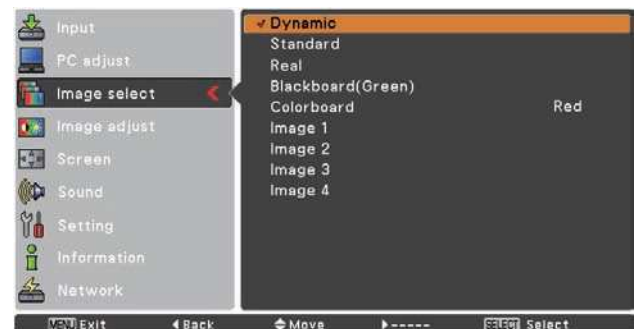 Input
PC adjust
Image select
Image adjust
Screen
Sound
Setting
Information
Network
Dynamic
Standard
Real
Blackboard(Green)
Colorboard Red
Image 1
Image 2
Image 3
Image 4
MENU Exit Back Move ----- SELECT Select